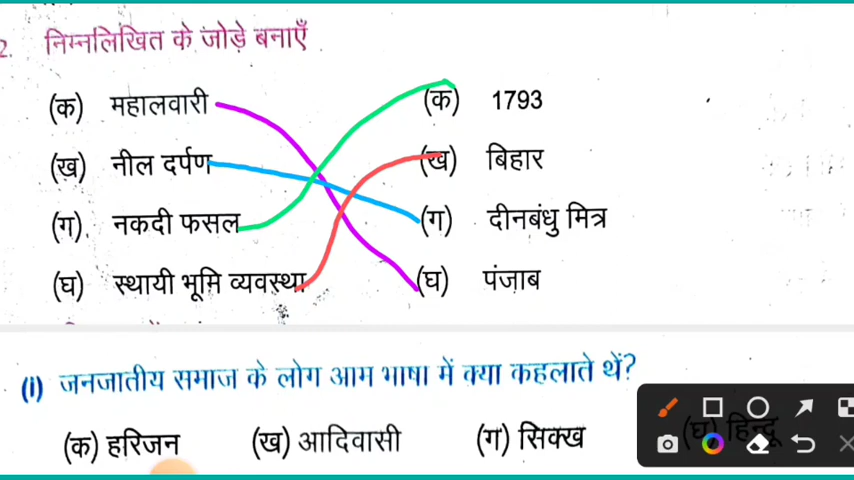 2. निम्नलिखित के जोड़े बनाएँ
(क) महालवारी (क) 1793
(ख) नील दर्पण (ख) बिहार
(ग) नकदी फसल (ग) दीनबंधु मित्र
(घ) स्थायी भूमि व्यवस्था (घ) पंजाब
(i) जनजातीय समाज के लोग आम भाषा में क्या कहलाते थें?
(क) हरिजन (ख) आदिवासी (ग) सिक्ख (घ) हिन्दू